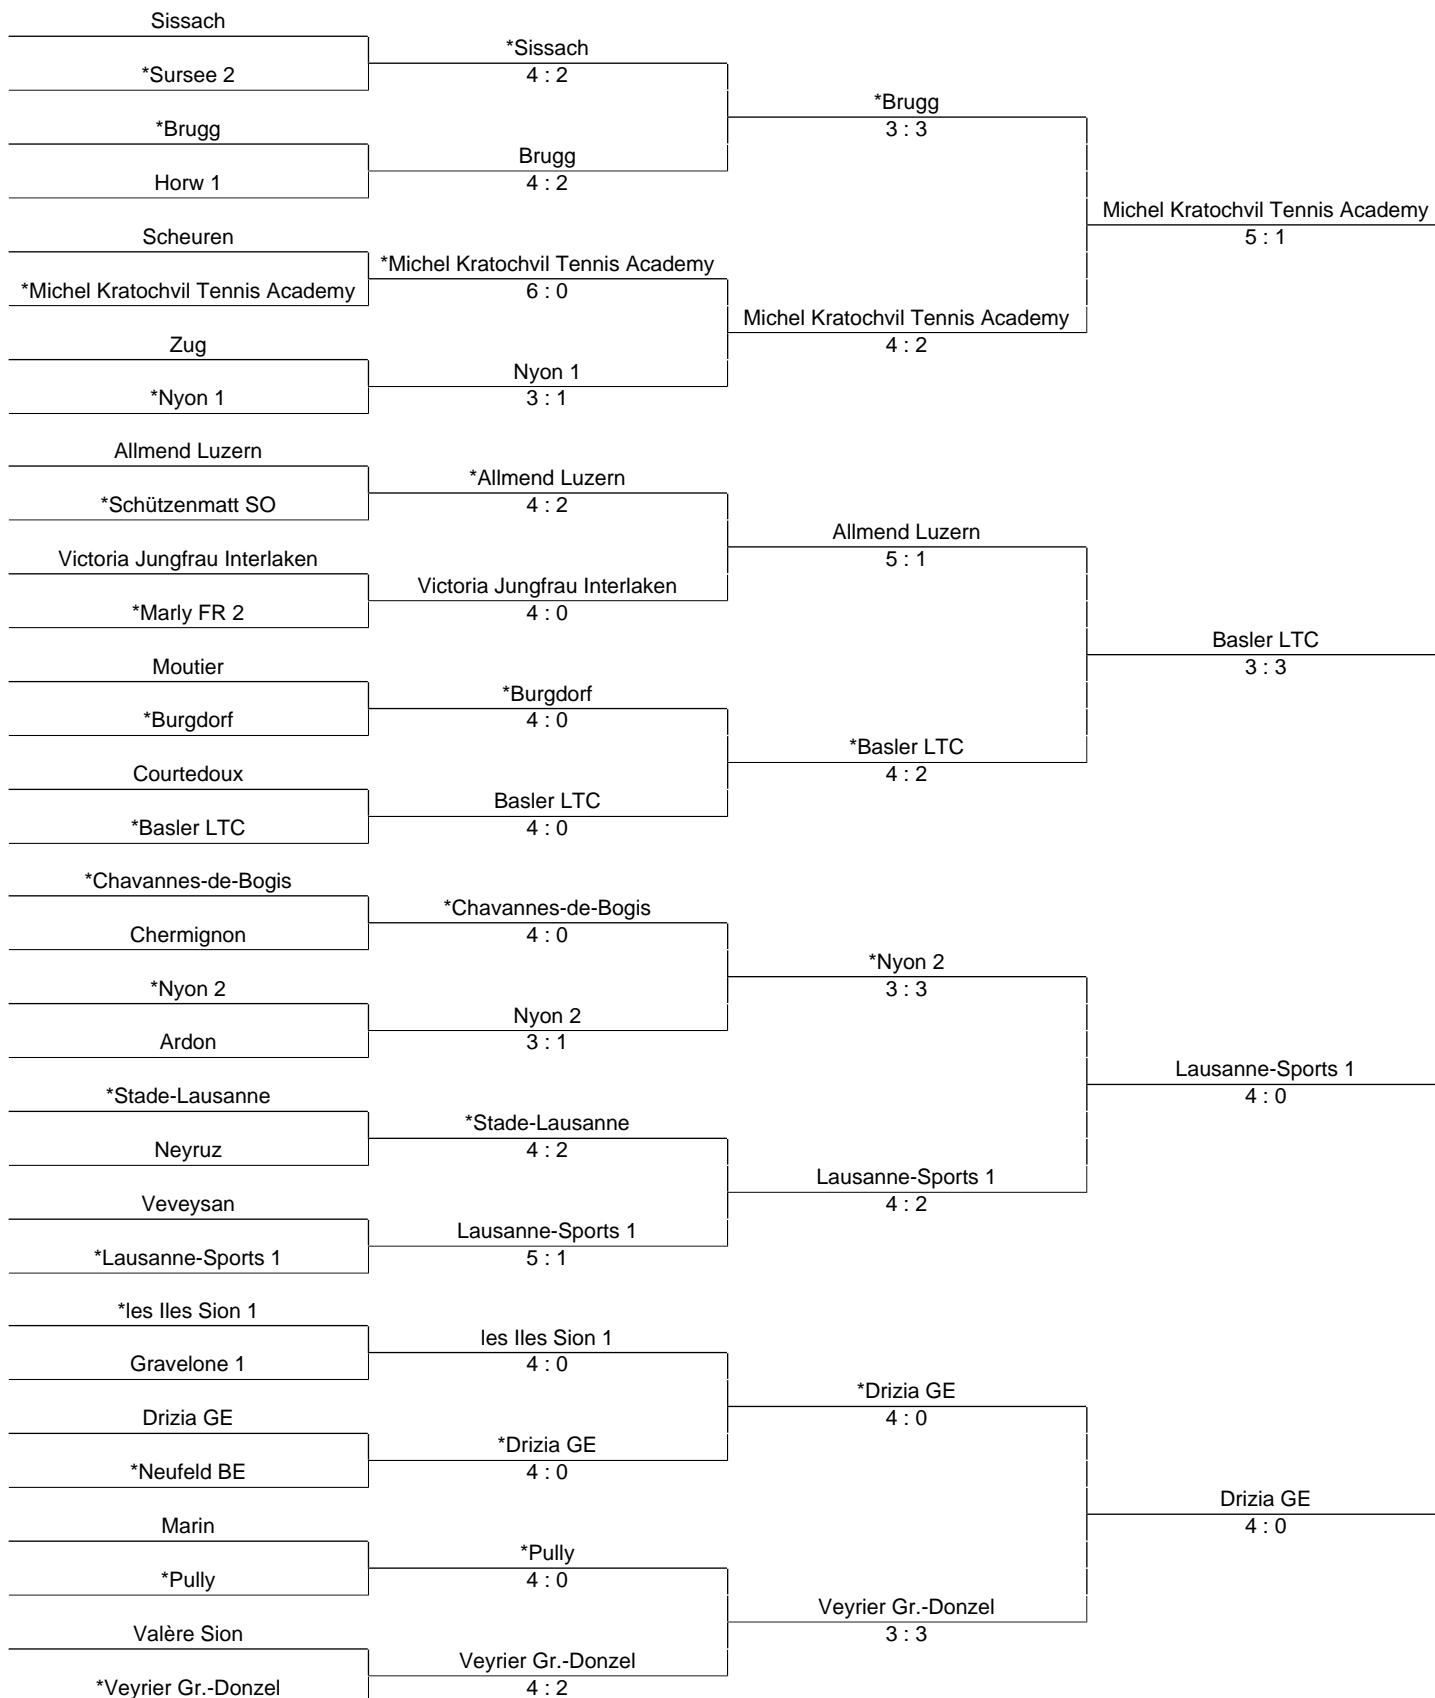 Sissach
*Sursee 2
*Brugg
Horw 1
Scheuren
*Michel Kratochvil Tennis Academy
Zug
*Nyon 1
Allmend Luzern
*Schützenmatt SO
Victoria Jungfrau Interlaken
*Marly FR 2
Moutier
*Burgdorf
Courtedoux
*Basler LTC
*Chavannes-de-Bogis
Chermignon
*Nyon 2
Ardon
*Stade-Lausanne
Neyruz
Veveysan
*Lausanne-Sports 1
*les Iles Sion 1
Gravelone 1
Drizia GE
*Neufeld BE
Marin
*Pully
Valère Sion
*Veyrier Gr.-Donzel
*Sissach
4 : 2
Brugg
4 : 2
*Michel Kratochvil Tennis Academy
6 : 0
Nyon 1
3 : 1
*Allmend Luzern
4 : 2
Victoria Jungfrau Interlaken
4 : 0
*Burgdorf
4 : 0
Basler LTC
4 : 0
*Chavannes-de-Bogis
4 : 0
Nyon 2
3 : 1
*Stade-Lausanne
4 : 2
Lausanne-Sports 1
5 : 1
les Iles Sion 1
4 : 0
*Drizia GE
4 : 0
*Pully
4 : 0
Veyrier Gr.-Donzel
4 : 2
*Brugg
3 : 3
Michel Kratochvil Tennis Academy
4 : 2
Allmend Luzern
5 : 1
*Basler LTC
4 : 2
*Nyon 2
3 : 3
Lausanne-Sports 1
4 : 2
*Drizia GE
4 : 0
Veyrier Gr.-Donzel
3 : 3
Michel Kratochvil Tennis Academy
5 : 1
Basler LTC
3 : 3
Lausanne-Sports 1
4 : 0
Drizia GE
4 : 0